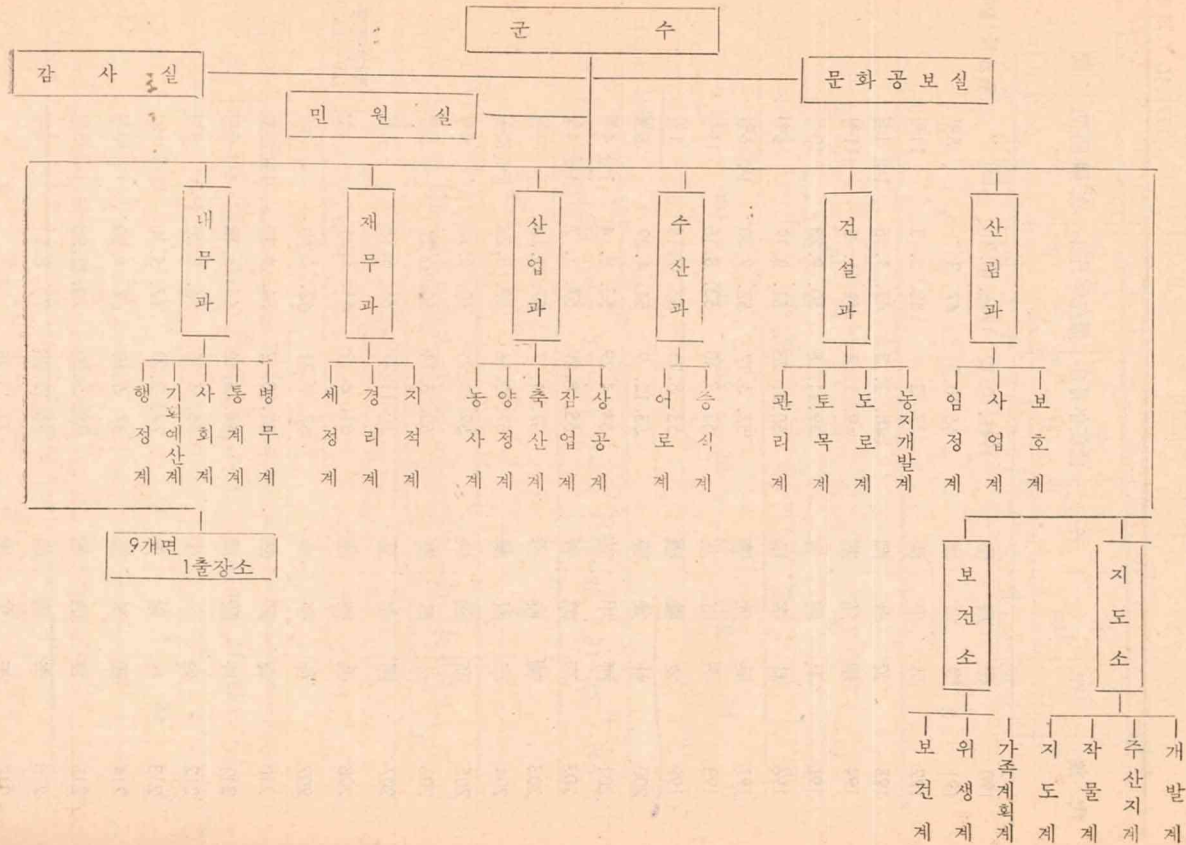 군 수
감 사 실
문화공보실
민 원 실
내무과
재무과
산업과
수산과
건설과
산림과
행정계
기획예산계
사회계
통계계
병무계
세정계
경리계
지적계
농사계
양정계
축산계
잠업계
상공계
어로계
증식계
관리계
토목계
도로계
농지개발계
임정계
사업계
보호계
9개면
1출장소
보건소
지도소
보건계
위생계
가족계획계
지도계
작물계
주산지계
개발계